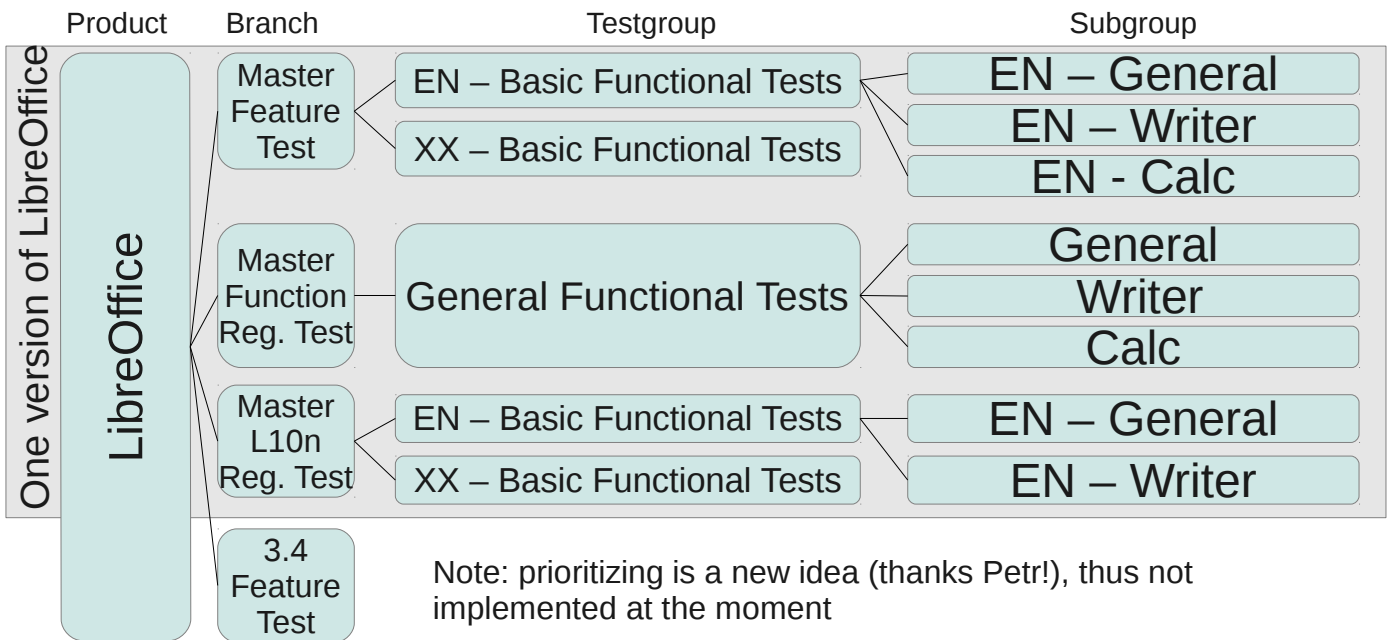 Product Branch Testgroup Subgroup
One version of LibreOffice
LibreOffice
Master
Feature
Test
EN – Basic Functional Tests
XX – Basic Functional Tests
EN – General
EN – Writer
EN - Calc
Master
Function
Reg. Test
General Functional Tests
General
Writer
Calc
Master
L10n
Reg. Test
EN – Basic Functional Tests
XX – Basic Functional Tests
EN – General
EN – Writer
3.4
Feature
Test
Note: prioritizing is a new idea (thanks Petr!), thus not
implemented at the moment